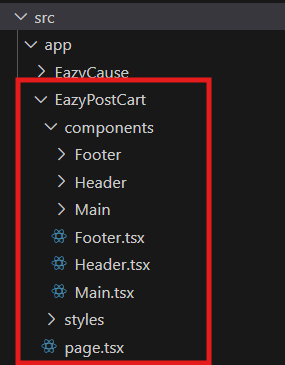 src
app
EazyCause
EazyPostCart
components
Footer
Header
Main
Footer.tsx
Header.tsx
Main.tsx
styles
page.tsx